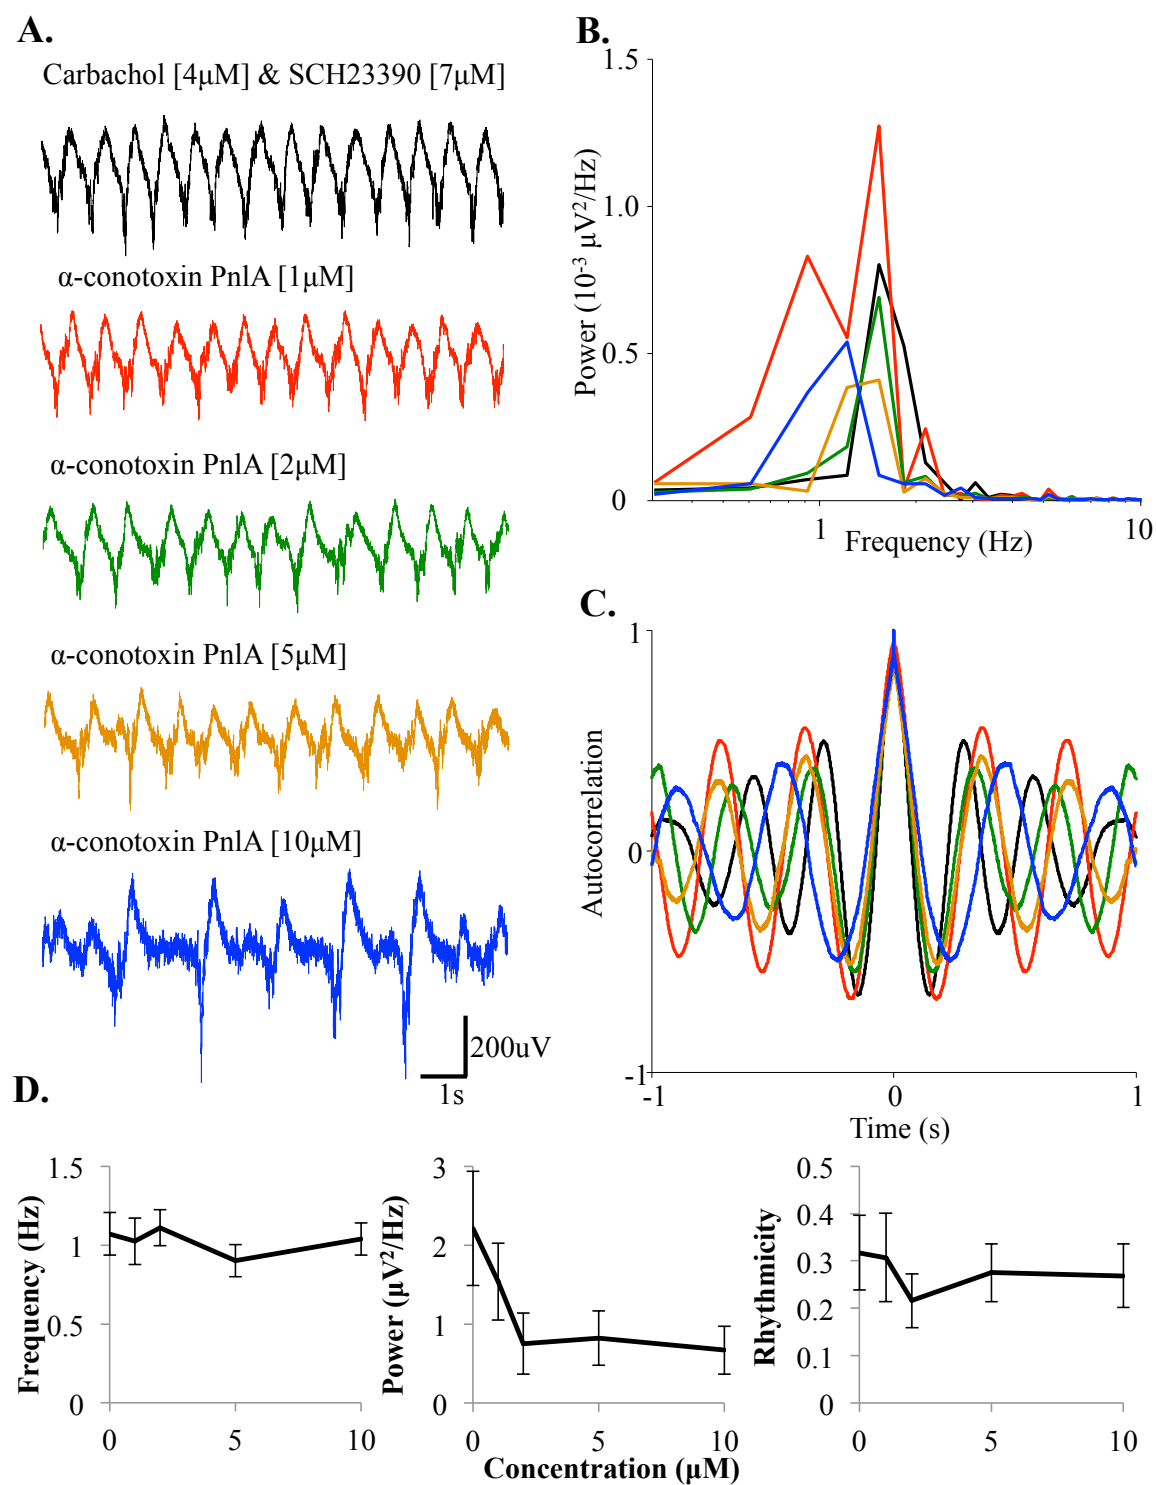 A.
Carbachol [4μM] & SCH23390 [7μM]
α-conotoxin PnlA [1μM]
α-conotoxin PnlA [2μM]
α-conotoxin PnlA [5μM]
α-conotoxin PnlA [10μM]
200uV
1s
B.
1.5
1.0
0.5
0
Power (10⁻³ μV²/Hz)
1
10
Frequency (Hz)
C.
1
0
-1
Autocorrelation
-1
0
1
Time (s)
D.
1.5
1
0.5
0
Frequency (Hz)
0
5
10
3
2
1
0
Power (μV²/Hz)
0
5
10
0.5
0.4
0.3
0.2
0.1
0
Rhythmicity
0
5
10
Concentration (μM)